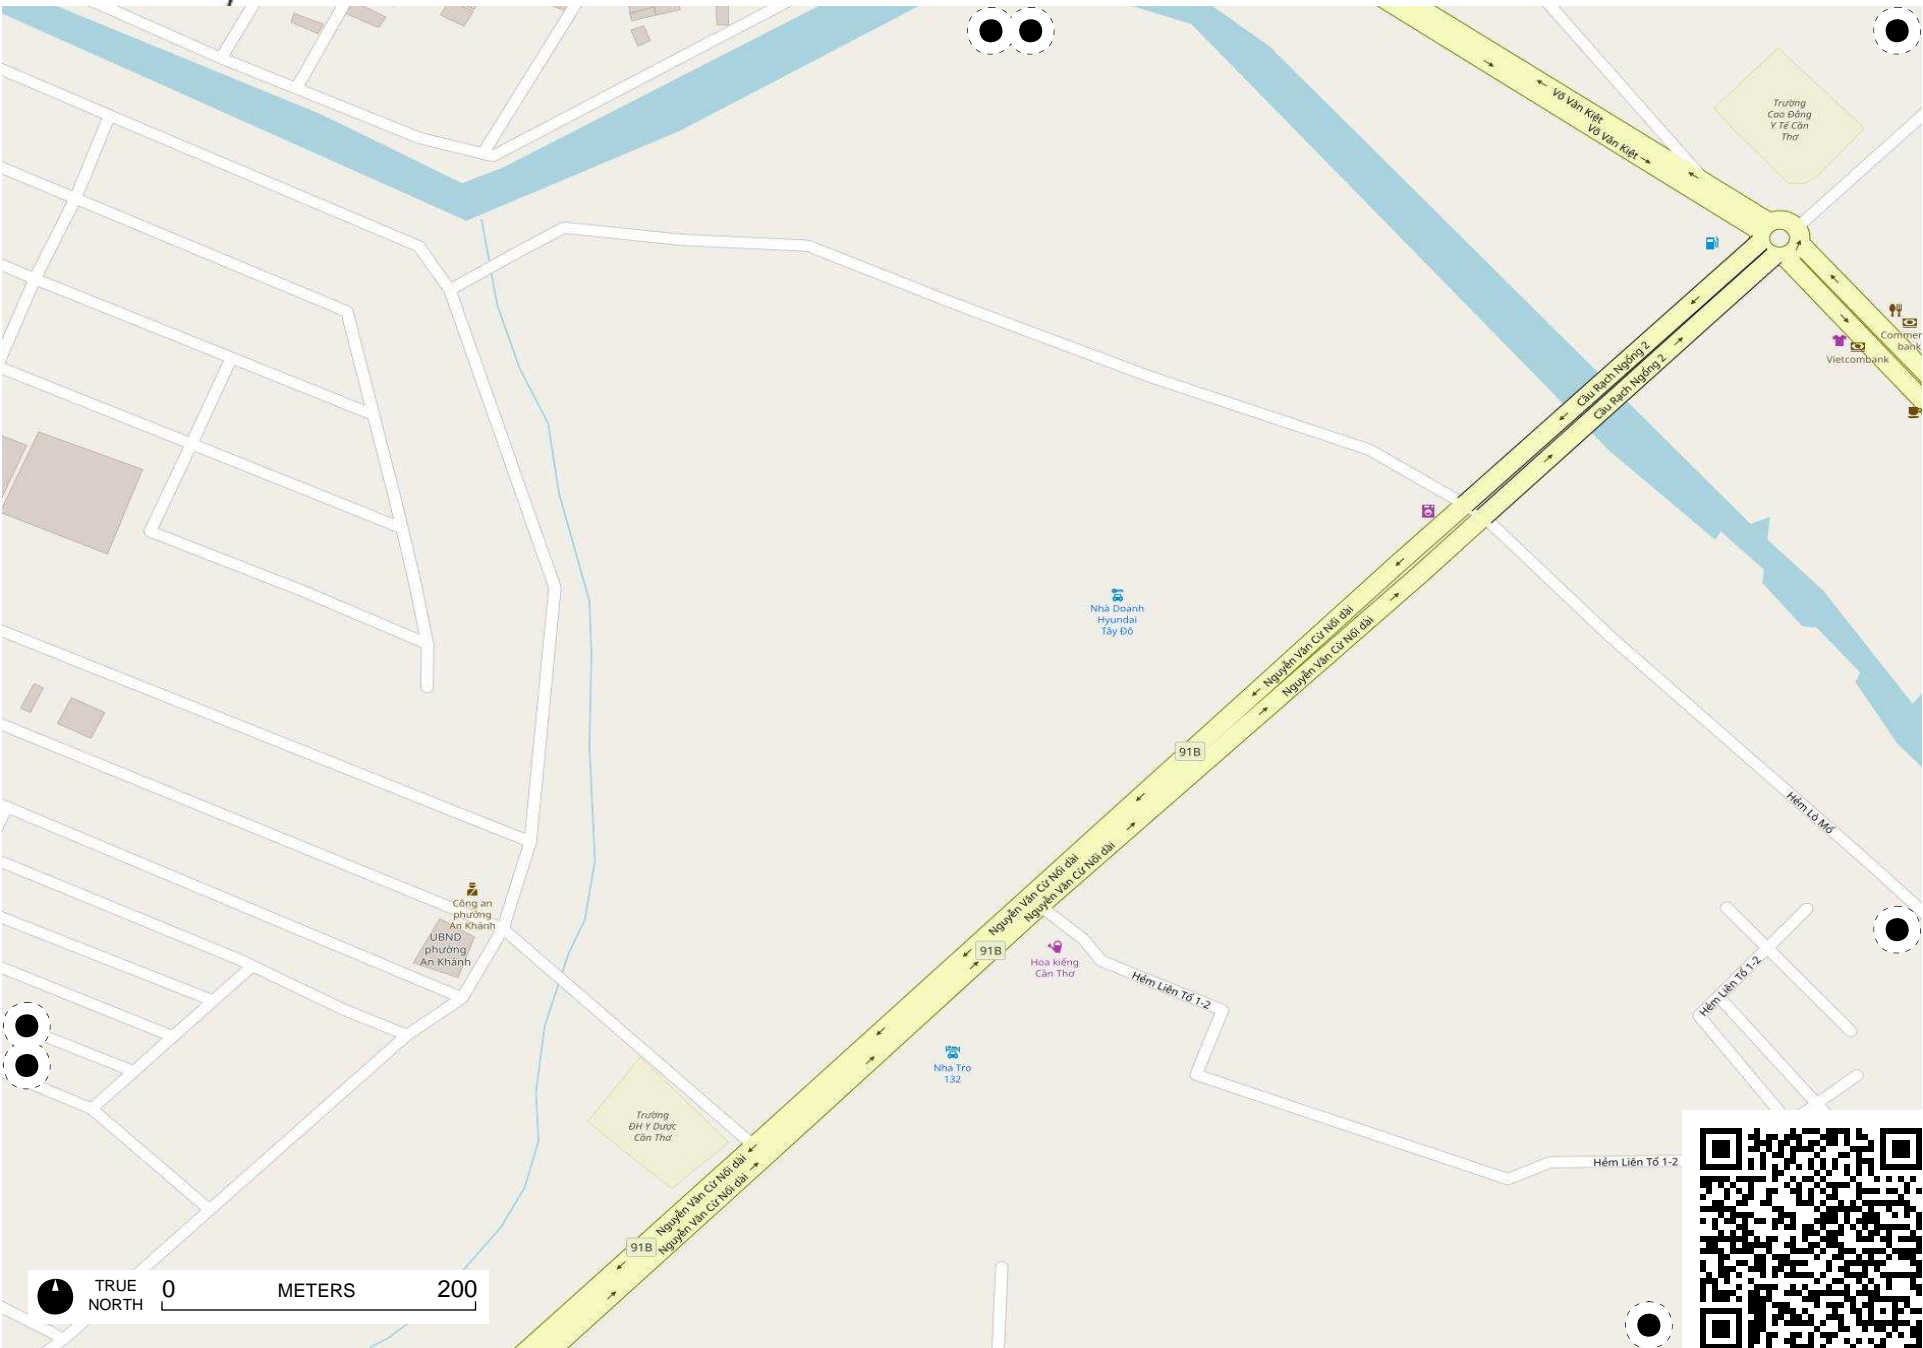 Võ Văn Kiệt
Võ Văn Kiệt
Trường
Cao Đẳng
Y Tế Cần
Thơ
Commer
bank
Vietcombank
Cầu Rạch Ngỗng 2
Cầu Rạch Ngỗng 2
Nhà Doanh
Hyundai
Tây Đô
Nguyễn Văn Cừ Nối dài
Nguyễn Văn Cừ Nối dài
91B
Hẻm Lò Mổ
Nguyễn Văn Cừ Nối dài
Nguyễn Văn Cừ Nối dài
91B
Công an
phường
An Khánh
UBND
phường
An Khánh
Hoa kiểng
Cần Thơ
Hẻm Liên Tổ 1-2
Hẻm Liên Tổ 1-2
Nha Tro
132
Trường
ĐH Y Dược
Cần Thơ
Hẻm Liên Tổ 1-2
Nguyễn Văn Cừ Nối dài
Nguyễn Văn Cừ Nối dài
91B
TRUE
NORTH
0 METERS 200